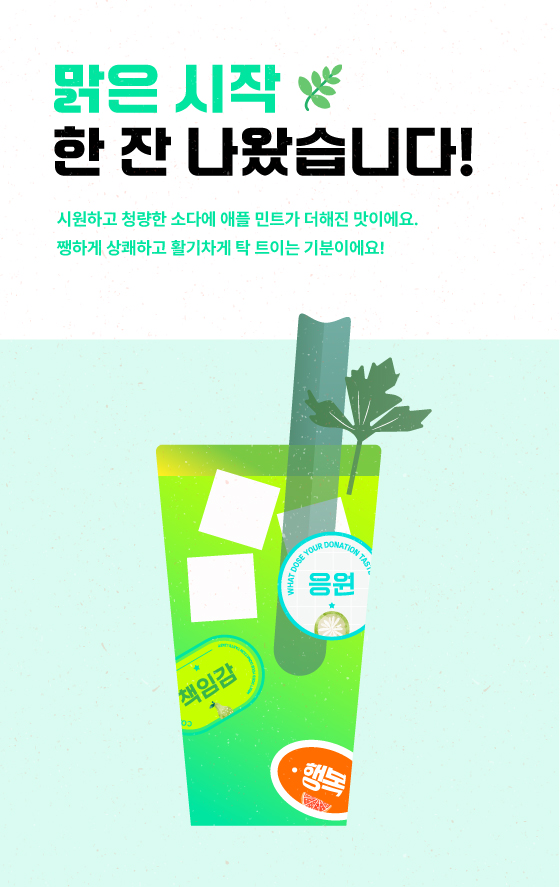 맑은 시작
한 잔 나왔습니다!
시원하고 청량한 소다에 애플 민트가 더해진 맛이에요.
쨍하게 상쾌하고 활기차게 탁 트이는 기분이에요!
WHAT DOSE YOUR DONATION TASTE
응원
책임감
CO
행복